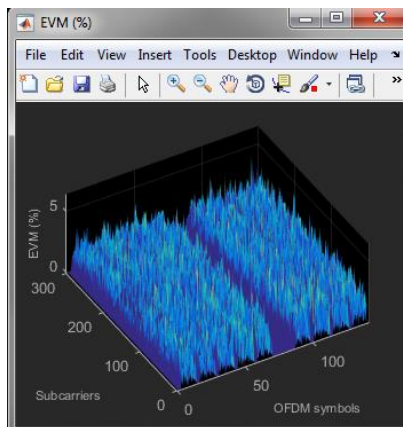 EVM (%)
File Edit View Insert Tools Desktop Window Help
EVM (%)
5
0
300
200
100
0
Subcarriers
0
50
100
OFDM symbols